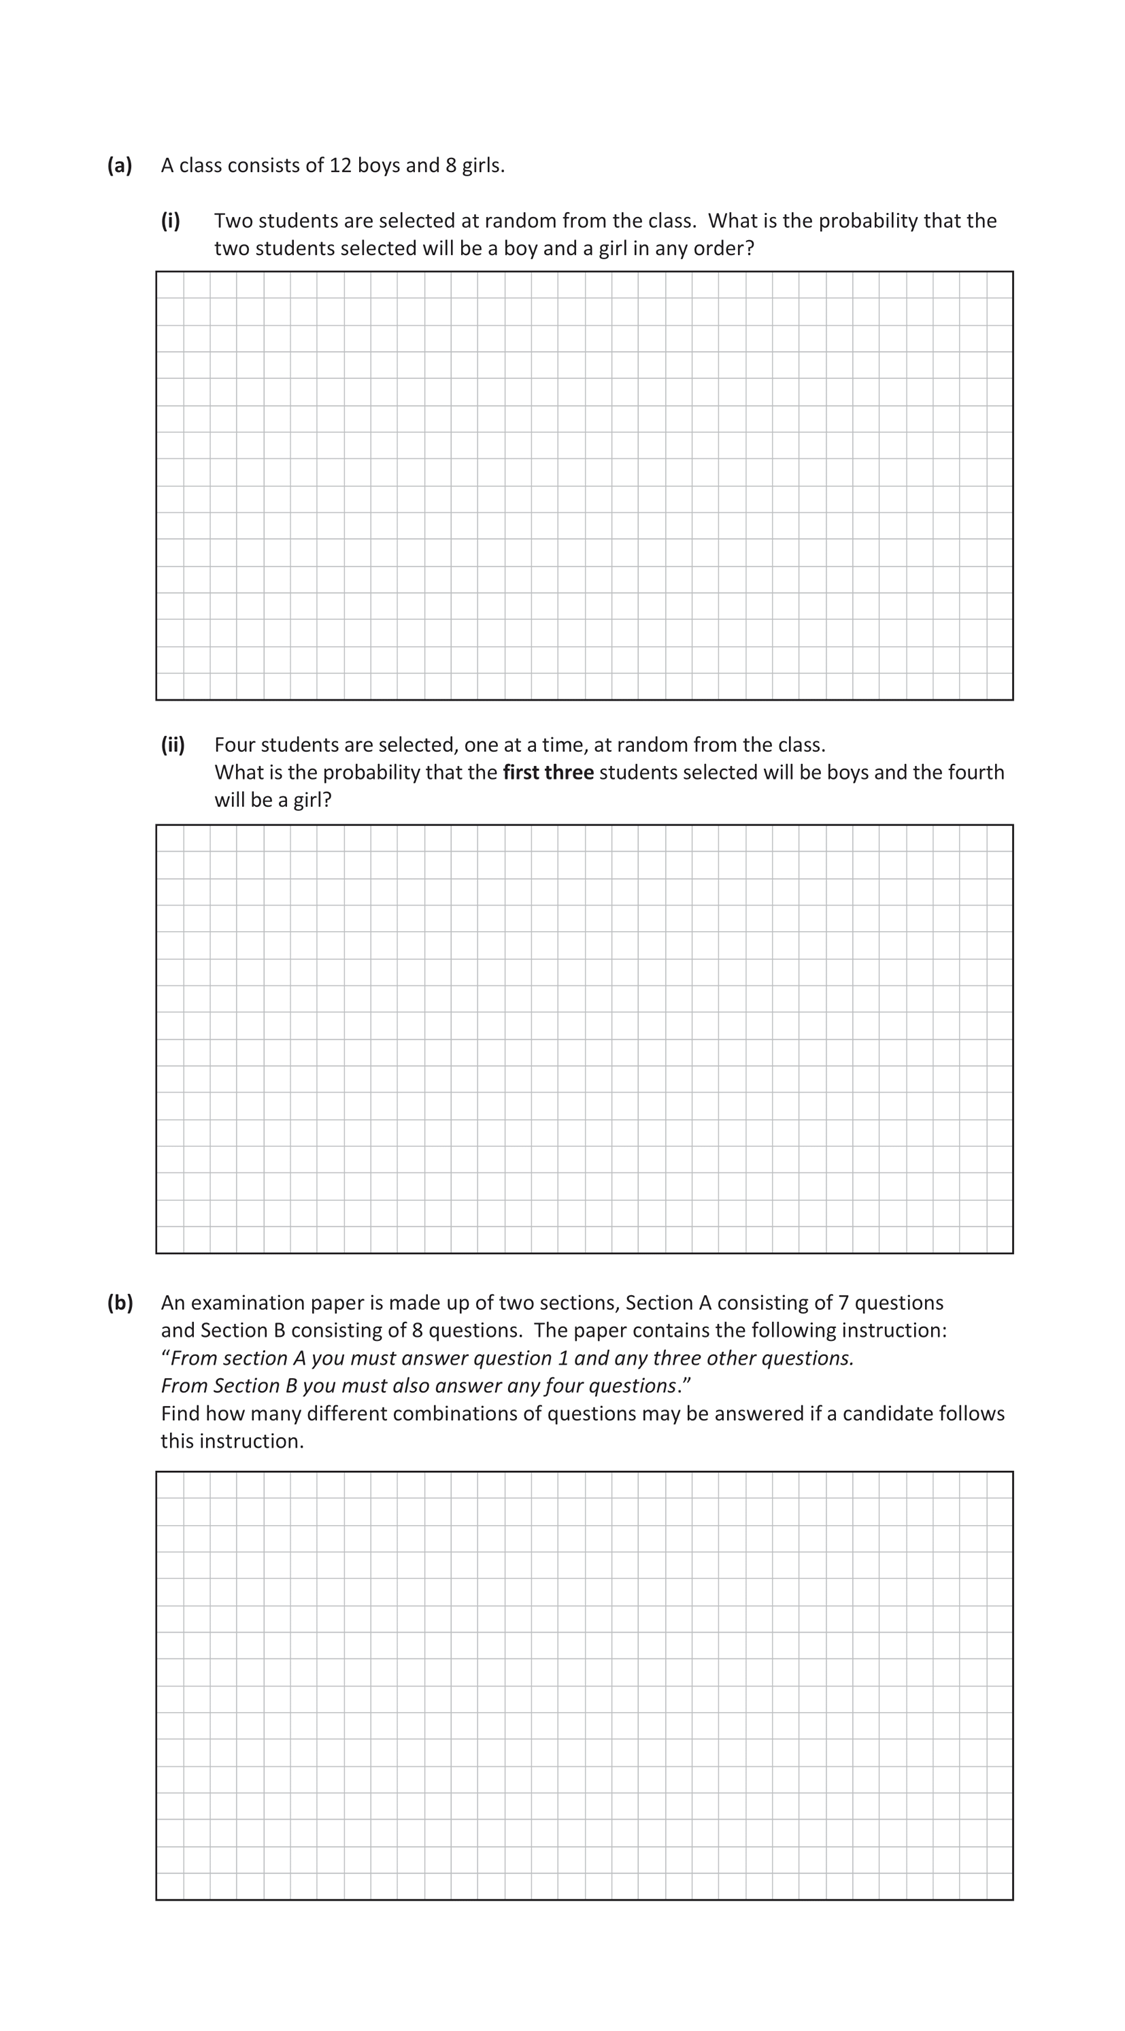 (a) A class consists of 12 boys and 8 girls.
(i) Two students are selected at random from the class. What is the probability that the
two students selected will be a boy and a girl in any order?
(ii) Four students are selected, one at a time, at random from the class.
What is the probability that the first three students selected will be boys and the fourth
will be a girl?
(b) An examination paper is made up of two sections, Section A consisting of 7 questions
and Section B consisting of 8 questions. The paper contains the following instruction:
“From section A you must answer question 1 and any three other questions.
From Section B you must also answer any four questions.”
Find how many different combinations of questions may be answered if a candidate follows
this instruction.